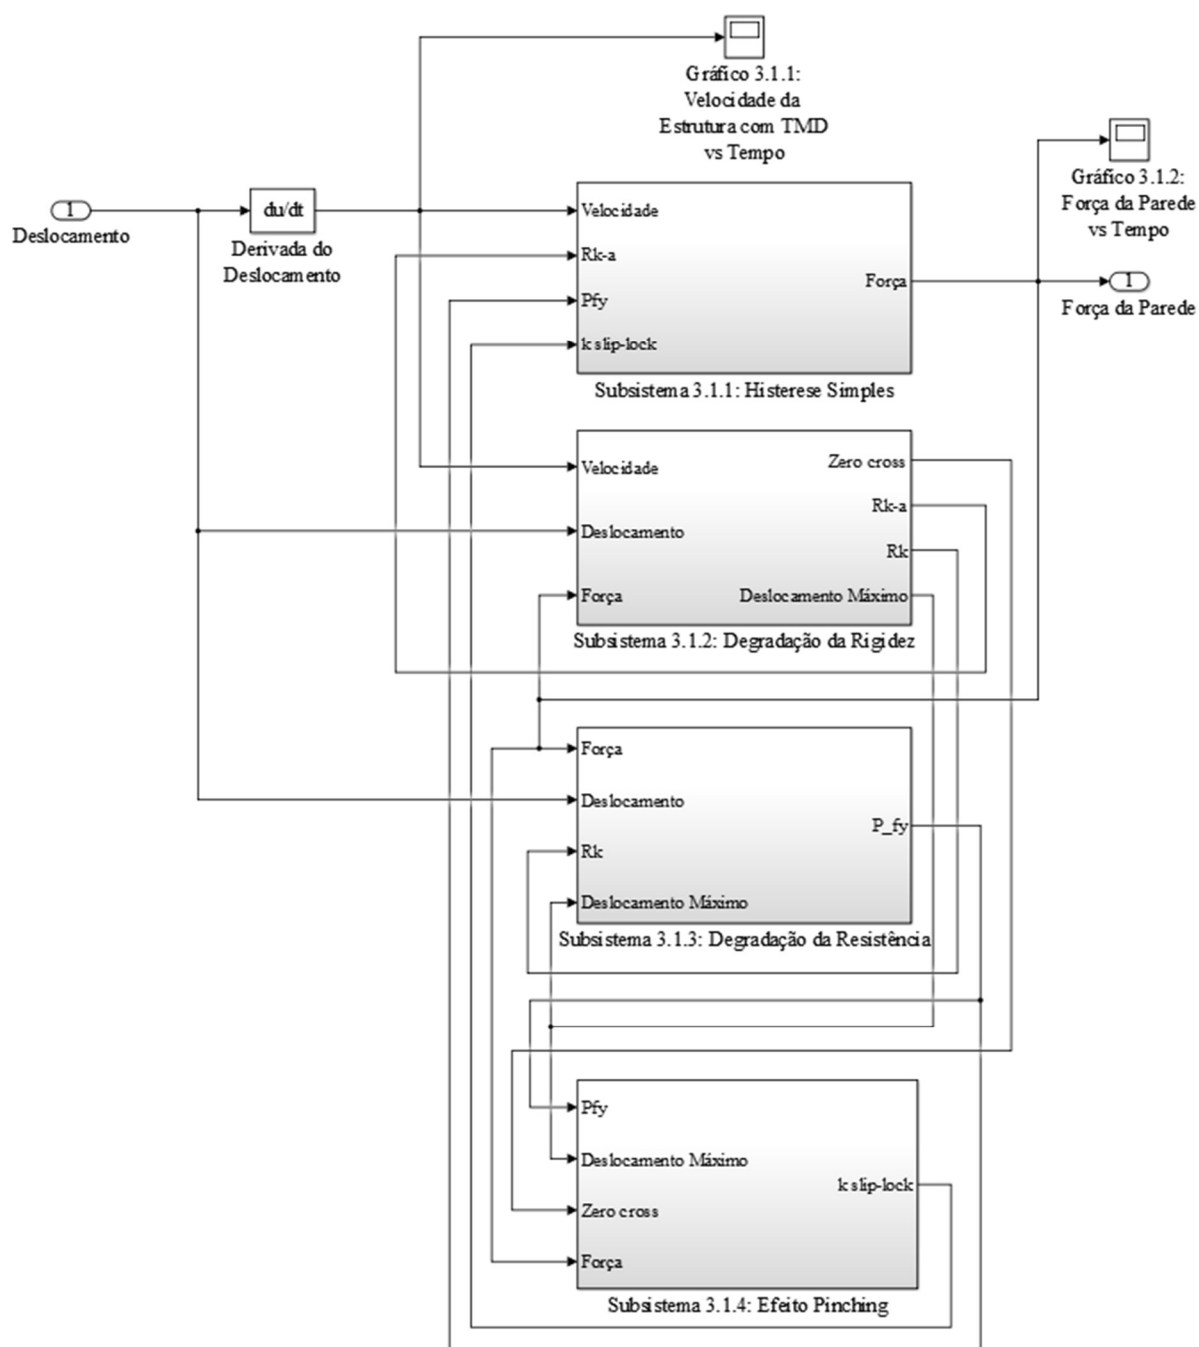 Gráfico 3.1.1:
Velocidade da
Estrutura com TMD
vs Tempo
Gráfico 3.1.2:
Força da Parede
vs Tempo
1
Deslocamento
du/dt
Derivada do
Deslocamento
Velocidade
Rk-a
Pfy
k slip-lock
Força
Subsistema 3.1.1: Histerese Simples
1
Força da Parede
Velocidade
Deslocamento
Força
Zero cross
Rk-a
Rk
Deslocamento Máximo
Subsistema 3.1.2: Degradação da Rigidez
Força
Deslocamento
Rk
Deslocamento Máximo
P_fy
Subsistema 3.1.3: Degradação da Resistência
Pfy
Deslocamento Máximo
Zero cross
Força
k slip-lock
Subsistema 3.1.4: Efeito Pinching